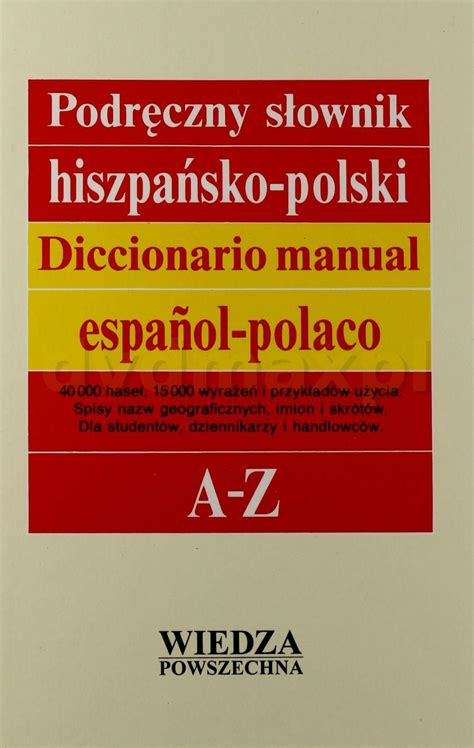 Podręczny słownik
hiszpańsko-polski
Diccionario manual
español-polaco
40 000 haseł, 15 000 wyrażeń i przykładów użycia.
Spisy nazw geograficznych, imion i skrótów.
Dla studentów, dziennikarzy i handlowców.
A-Z
WIEDZA
POWSZECHNA